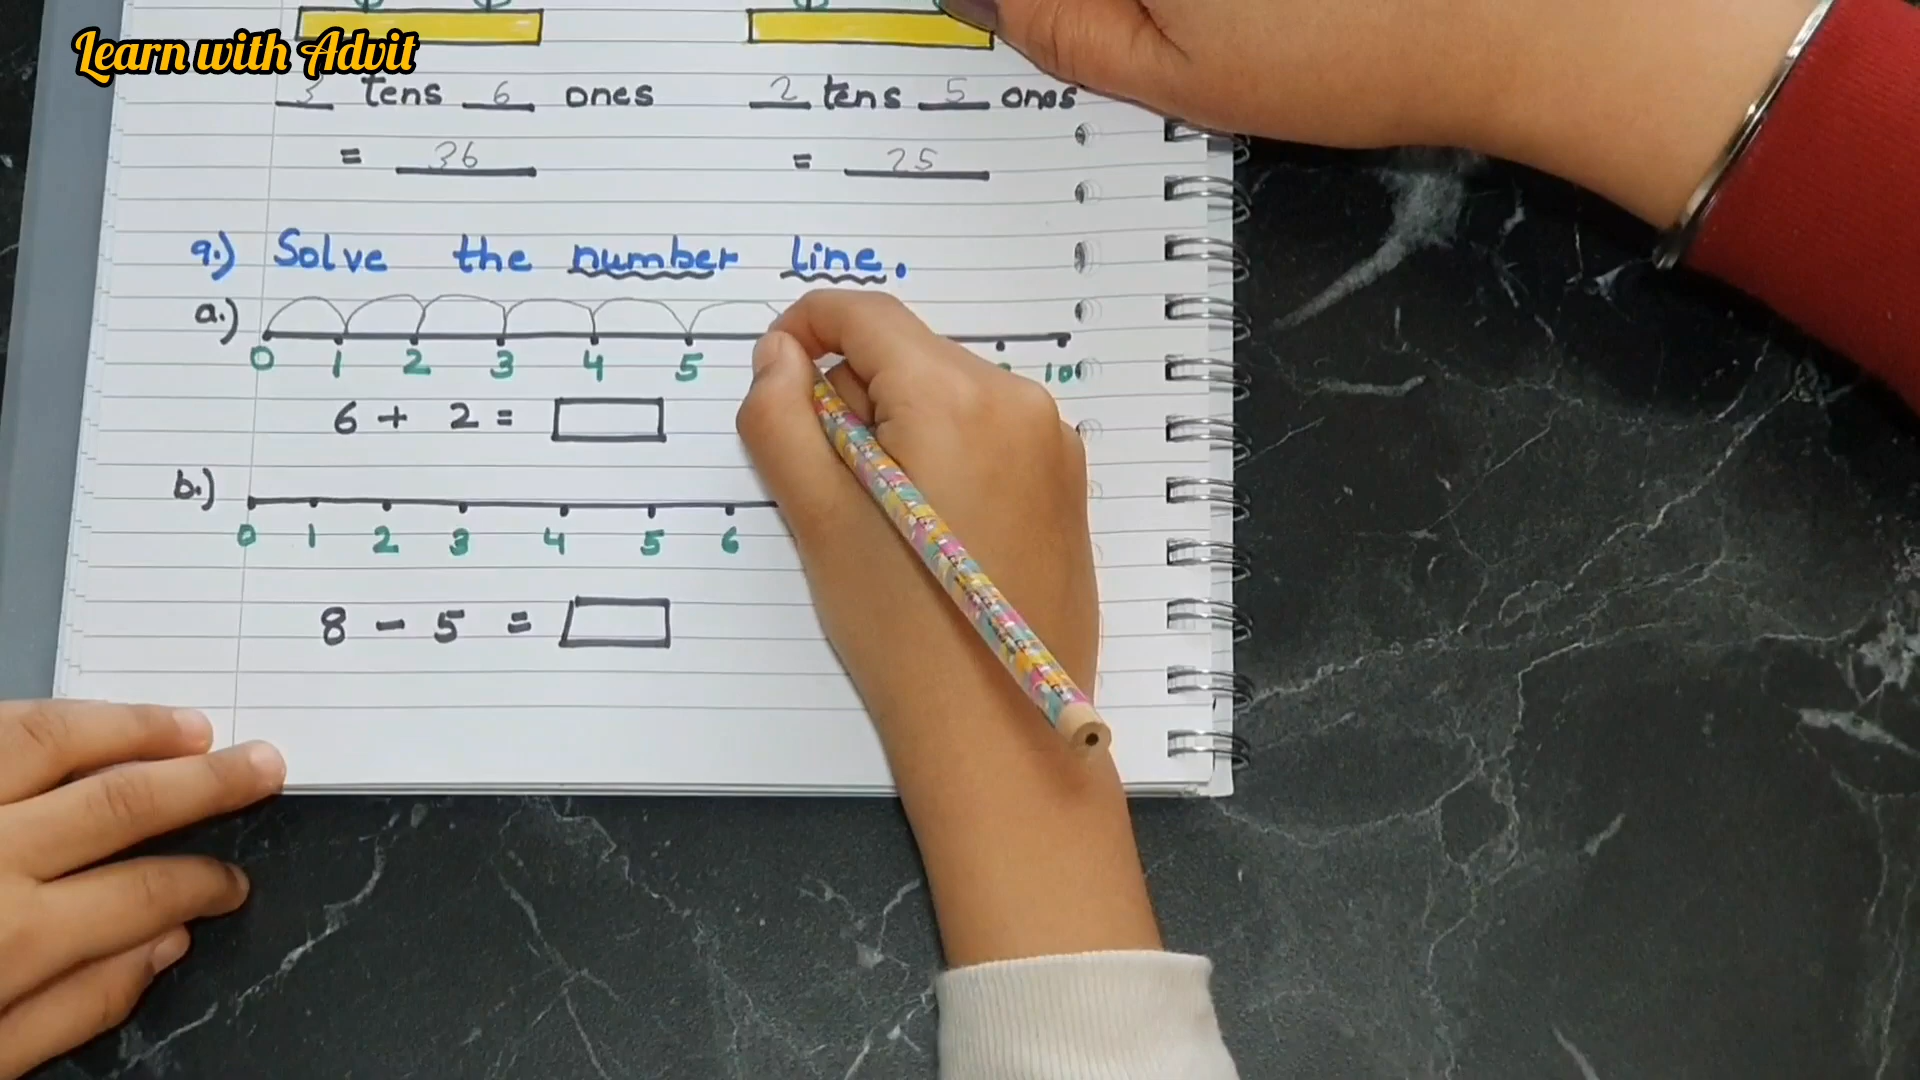 Learn with Advit
3 tens 6 ones
2 tens 5 ones
= 36
= 25
9.) Solve the number line.
a.)
0 1 2 3 4 5 10
6 + 2 =
b.)
0 1 2 3 4 5 6
8 - 5 =